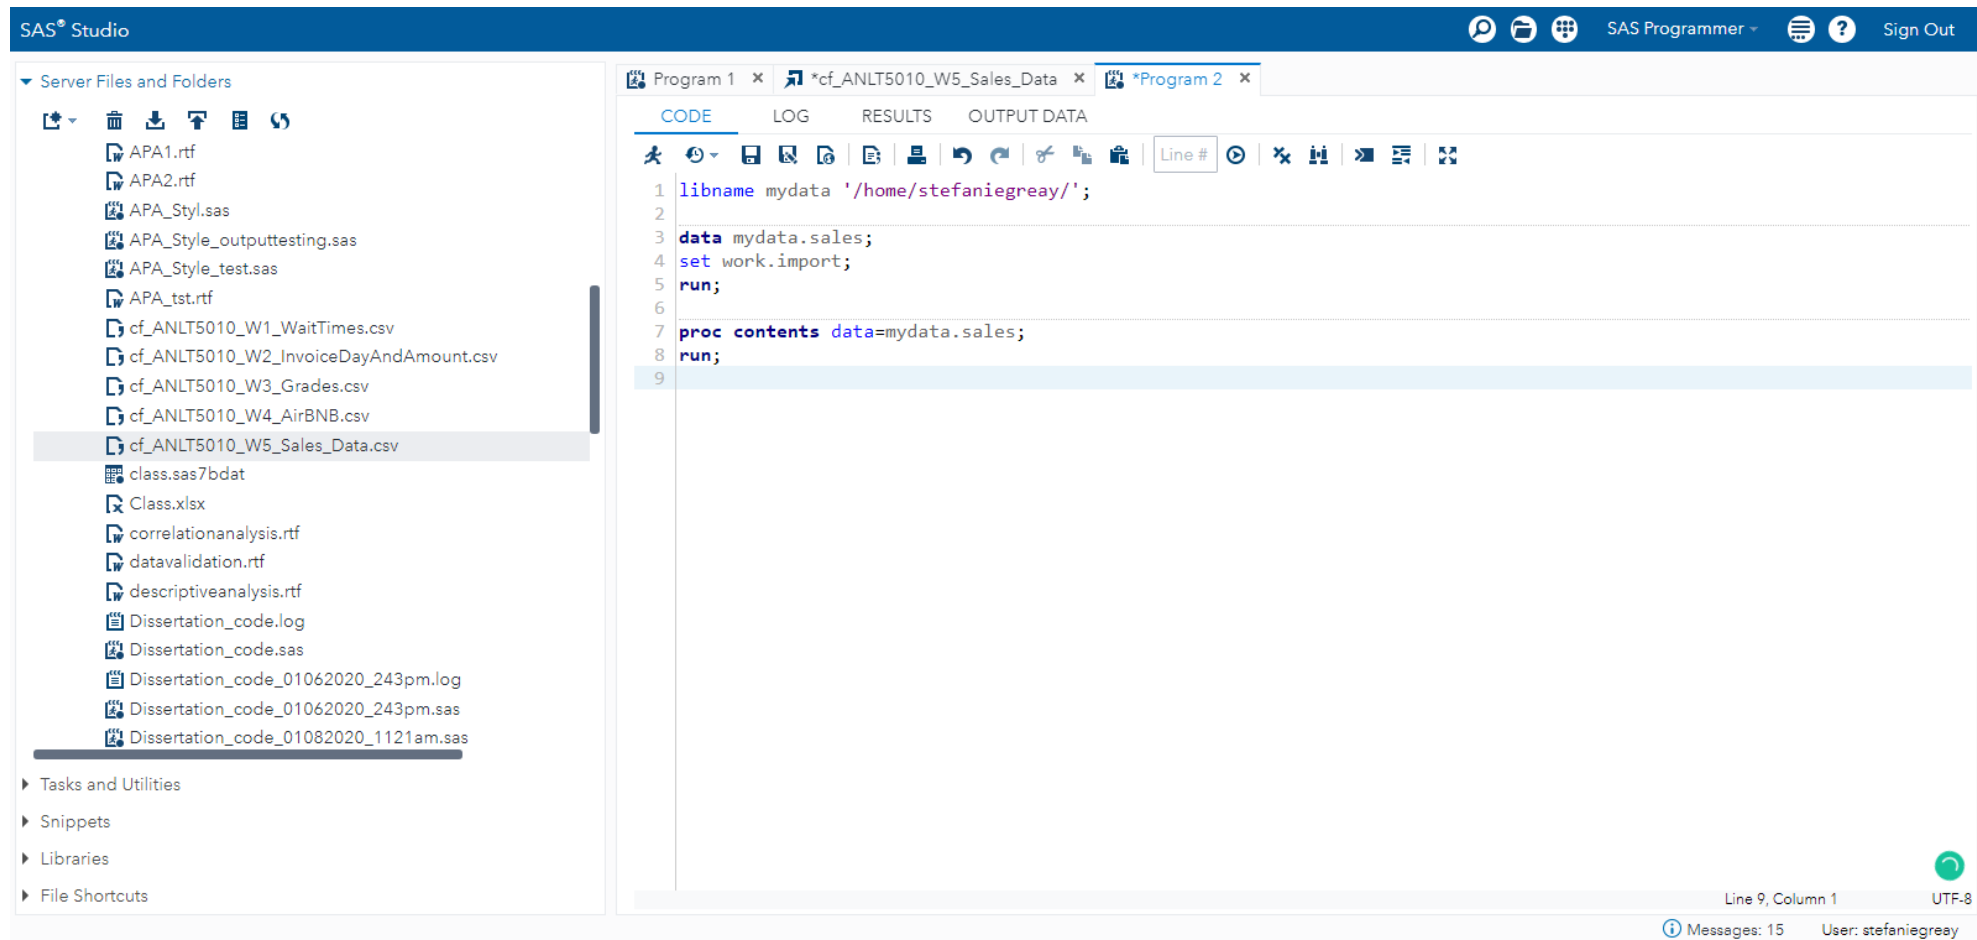 SAS® Studio
SAS Programmer
Sign Out
Server Files and Folders
APA1.rtf
APA2.rtf
APA_Styl.sas
APA_Style_outputtesting.sas
APA_Style_test.sas
APA_tst.rtf
cf_ANLT5010_W1_WaitTimes.csv
cf_ANLT5010_W2_InvoiceDayAndAmount.csv
cf_ANLT5010_W3_Grades.csv
cf_ANLT5010_W4_AirBNB.csv
cf_ANLT5010_W5_Sales_Data.csv
class.sas7bdat
Class.xlsx
correlationanalysis.rtf
datavalidation.rtf
descriptiveanalysis.rtf
Dissertation_code.log
Dissertation_code.sas
Dissertation_code_01062020_243pm.log
Dissertation_code_01062020_243pm.sas
Dissertation_code_01082020_1121am.sas
Tasks and Utilities
Snippets
Libraries
File Shortcuts
Program 1 *cf_ANLT5010_W5_Sales_Data *Program 2
CODE LOG RESULTS OUTPUT DATA
Line #
1 libname mydata '/home/stefaniegreay/';
2
3 data mydata.sales;
4 set work.import;
5 run;
6
7 proc contents data=mydata.sales;
8 run;
9
Line 9, Column 1 UTF-8
Messages: 15 User: stefaniegreay